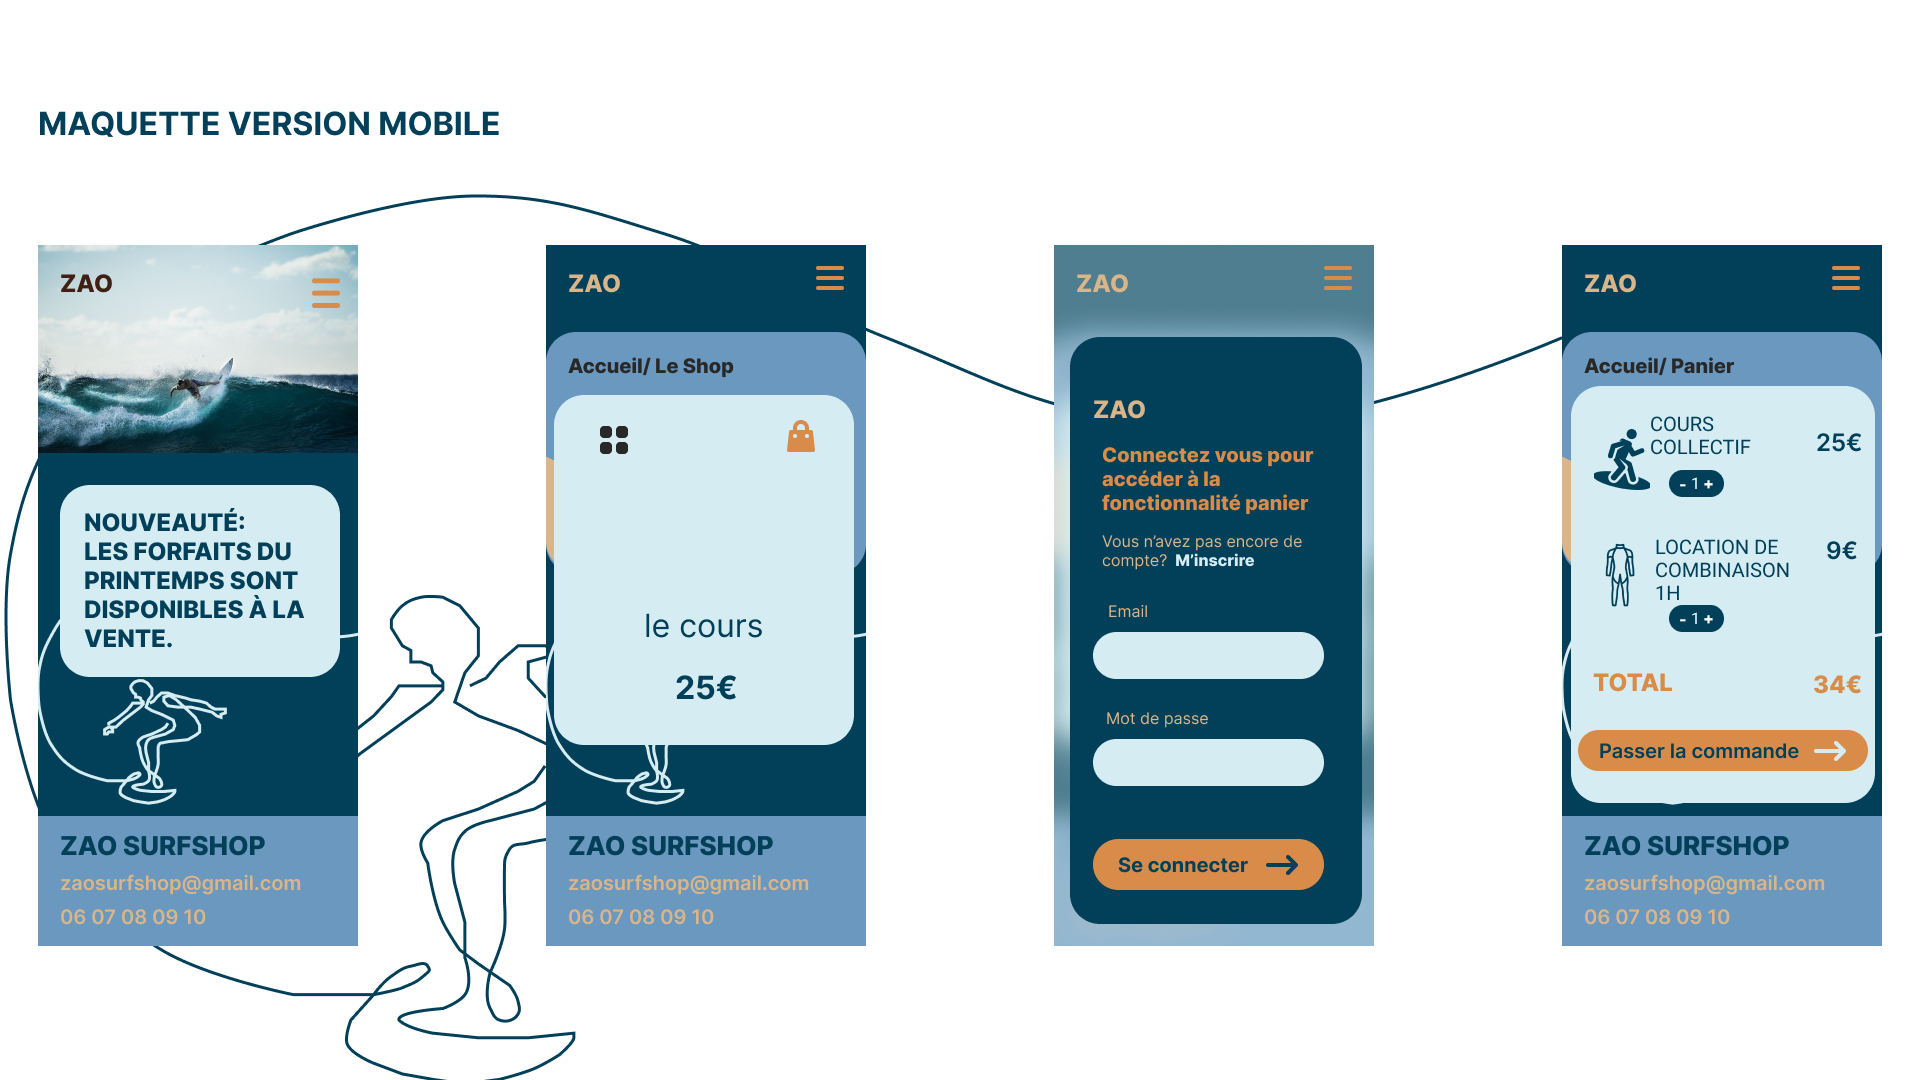 MAQUETTE VERSION MOBILE
ZAO
NOUVEAUTÉ:
LES FORFAITS DU
PRINTEMPS SONT
DISPONIBLES À LA
VENTE.
ZAO SURFSHOP
zaosurfshop@gmail.com
06 07 08 09 10
ZAO
Accueil/ Le Shop
le cours
25€
ZAO SURFSHOP
zaosurfshop@gmail.com
06 07 08 09 10
ZAO
ZAO
Connectez vous pour
accéder à la
fonctionnalité panier
Vous n’avez pas encore de
compte? M’inscrire
Email
Mot de passe
Se connecter
ZAO
Accueil/ Panier
COURS
COLLECTIF
25€
- 1 +
LOCATION DE
COMBINAISON
1H
9€
- 1 +
TOTAL
34€
Passer la commande
ZAO SURFSHOP
zaosurfshop@gmail.com
06 07 08 09 10